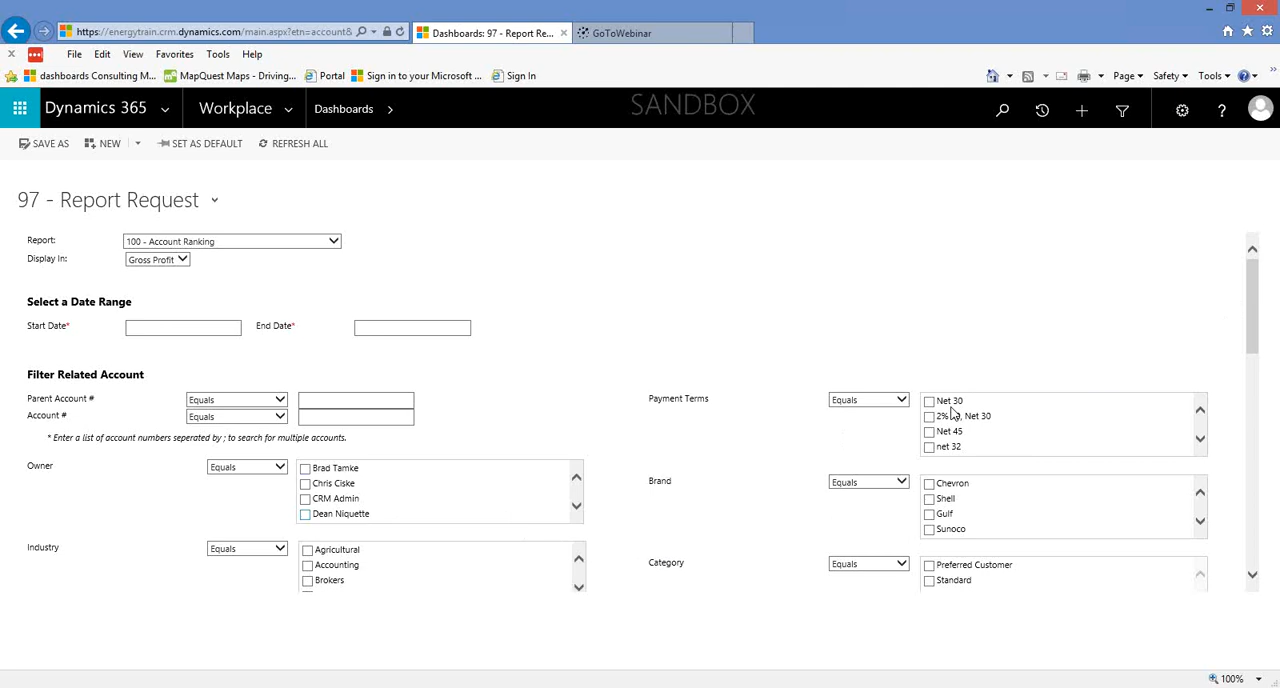 https://energytrain.crm.dynamics.com/main.aspx?etn=account&
Dashboards: 97 - Report Re...
GoToWebinar
File Edit View Favorites Tools Help
dashboards Consulting M... MapQuest Maps - Driving... Portal Sign in to your Microsoft ... Sign In
Page Safety Tools
Dynamics 365 Workplace Dashboards SANDBOX
SAVE AS NEW SET AS DEFAULT REFRESH ALL
97 - Report Request
Report: 100 - Account Ranking
Display In: Gross Profit
Select a Date Range
Start Date* End Date*
Filter Related Account
Parent Account # Equals
Account # Equals
* Enter a list of account numbers seperated by ; to search for multiple accounts.
Owner Equals
Brad Tamke
Chris Ciske
CRM Admin
Dean Niquette
Industry Equals
Agricultural
Accounting
Brokers
Payment Terms Equals
Net 30
2% Net 30
Net 45
net 32
Brand Equals
Chevron
Shell
Gulf
Sunoco
Category Equals
Preferred Customer
Standard
100%